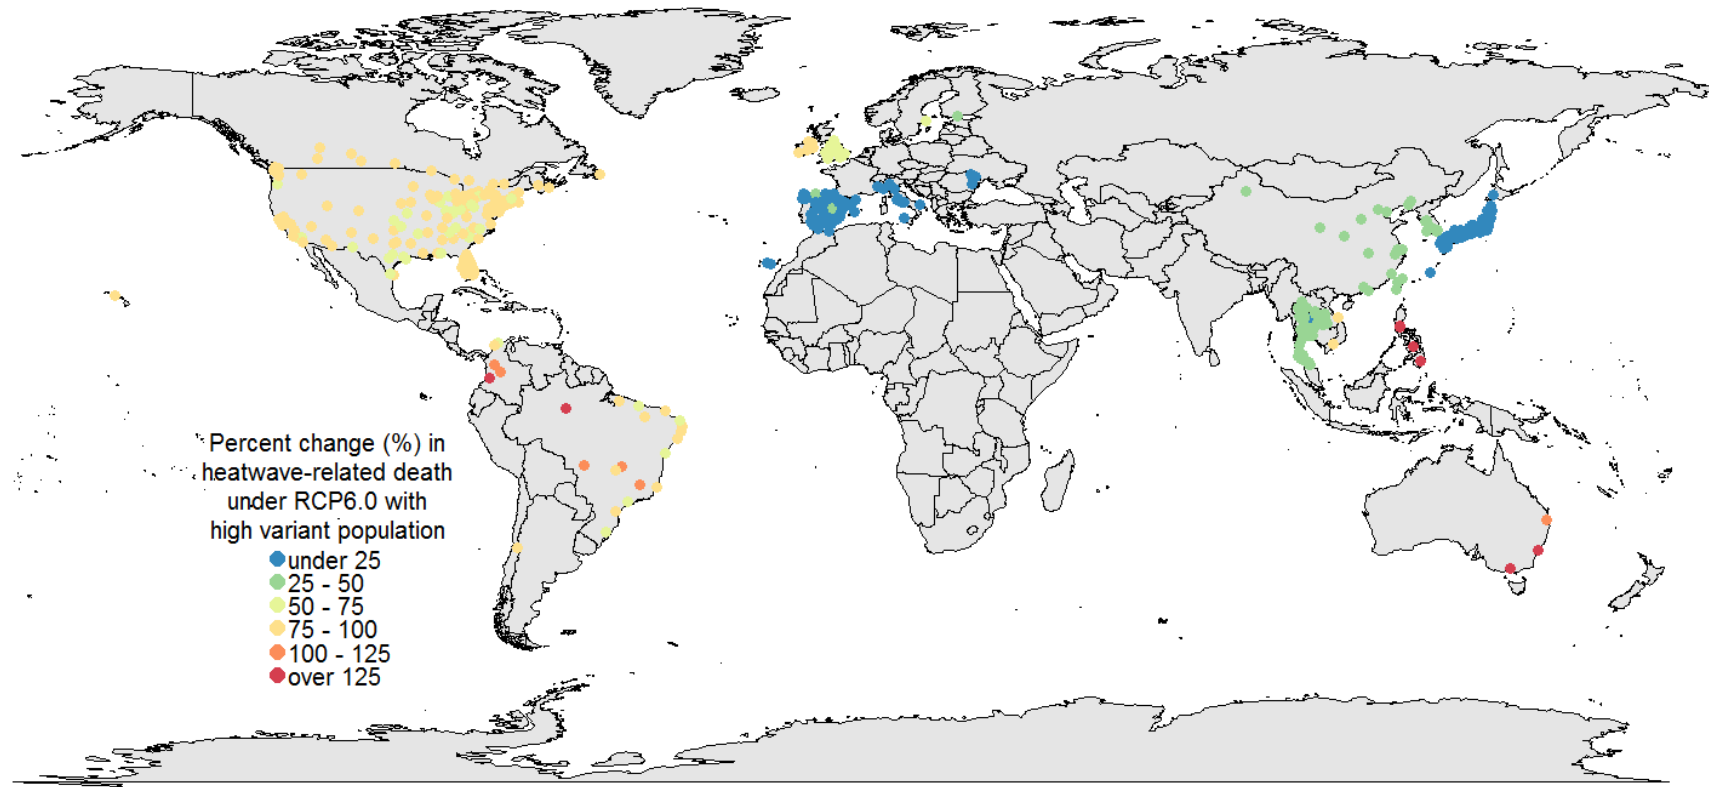 Percent change (%) in
heatwave-related death
under RCP6.0 with
high variant population
under 25
25 - 50
50 - 75
75 - 100
100 - 125
over 125